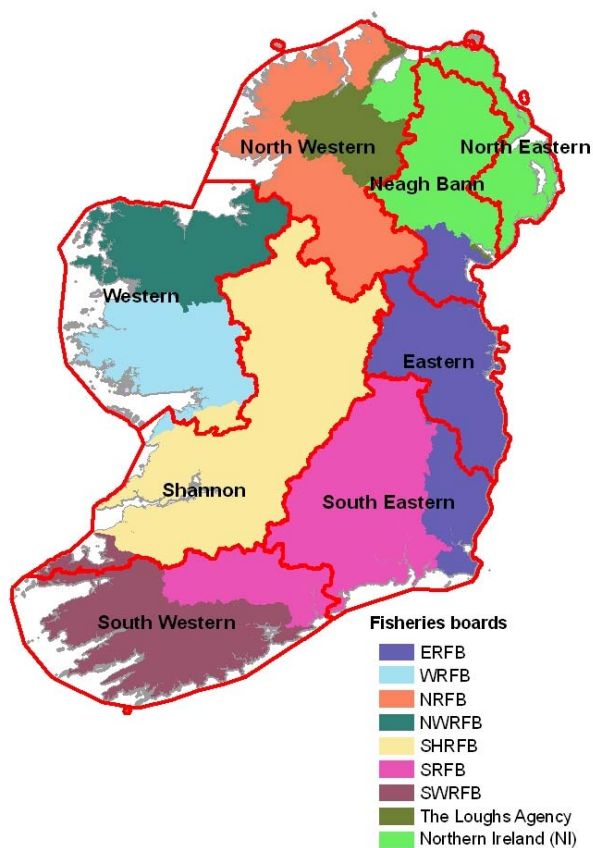 North Western
North Eastern
Neagh Bann
Western
Eastern
Shannon
South Eastern
South Western
Fisheries boards
ERFB
WRFB
NRFB
NWRFB
SHRFB
SRFB
SWRFB
The Loughs Agency
Northern Ireland (NI)